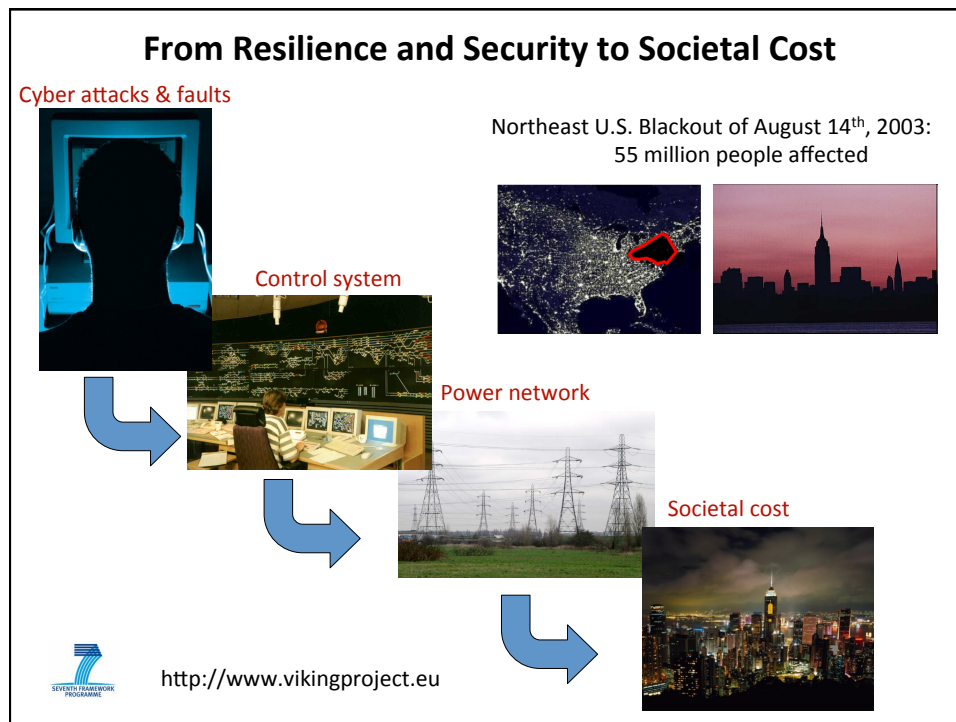 From Resilience and Security to Societal Cost
Cyber attacks & faults
Northeast U.S. Blackout of August 14th, 2003:
55 million people affected
Control system
Power network
Societal cost
SEVENTH FRAMEWORK
PROGRAMME
http://www.vikingproject.eu